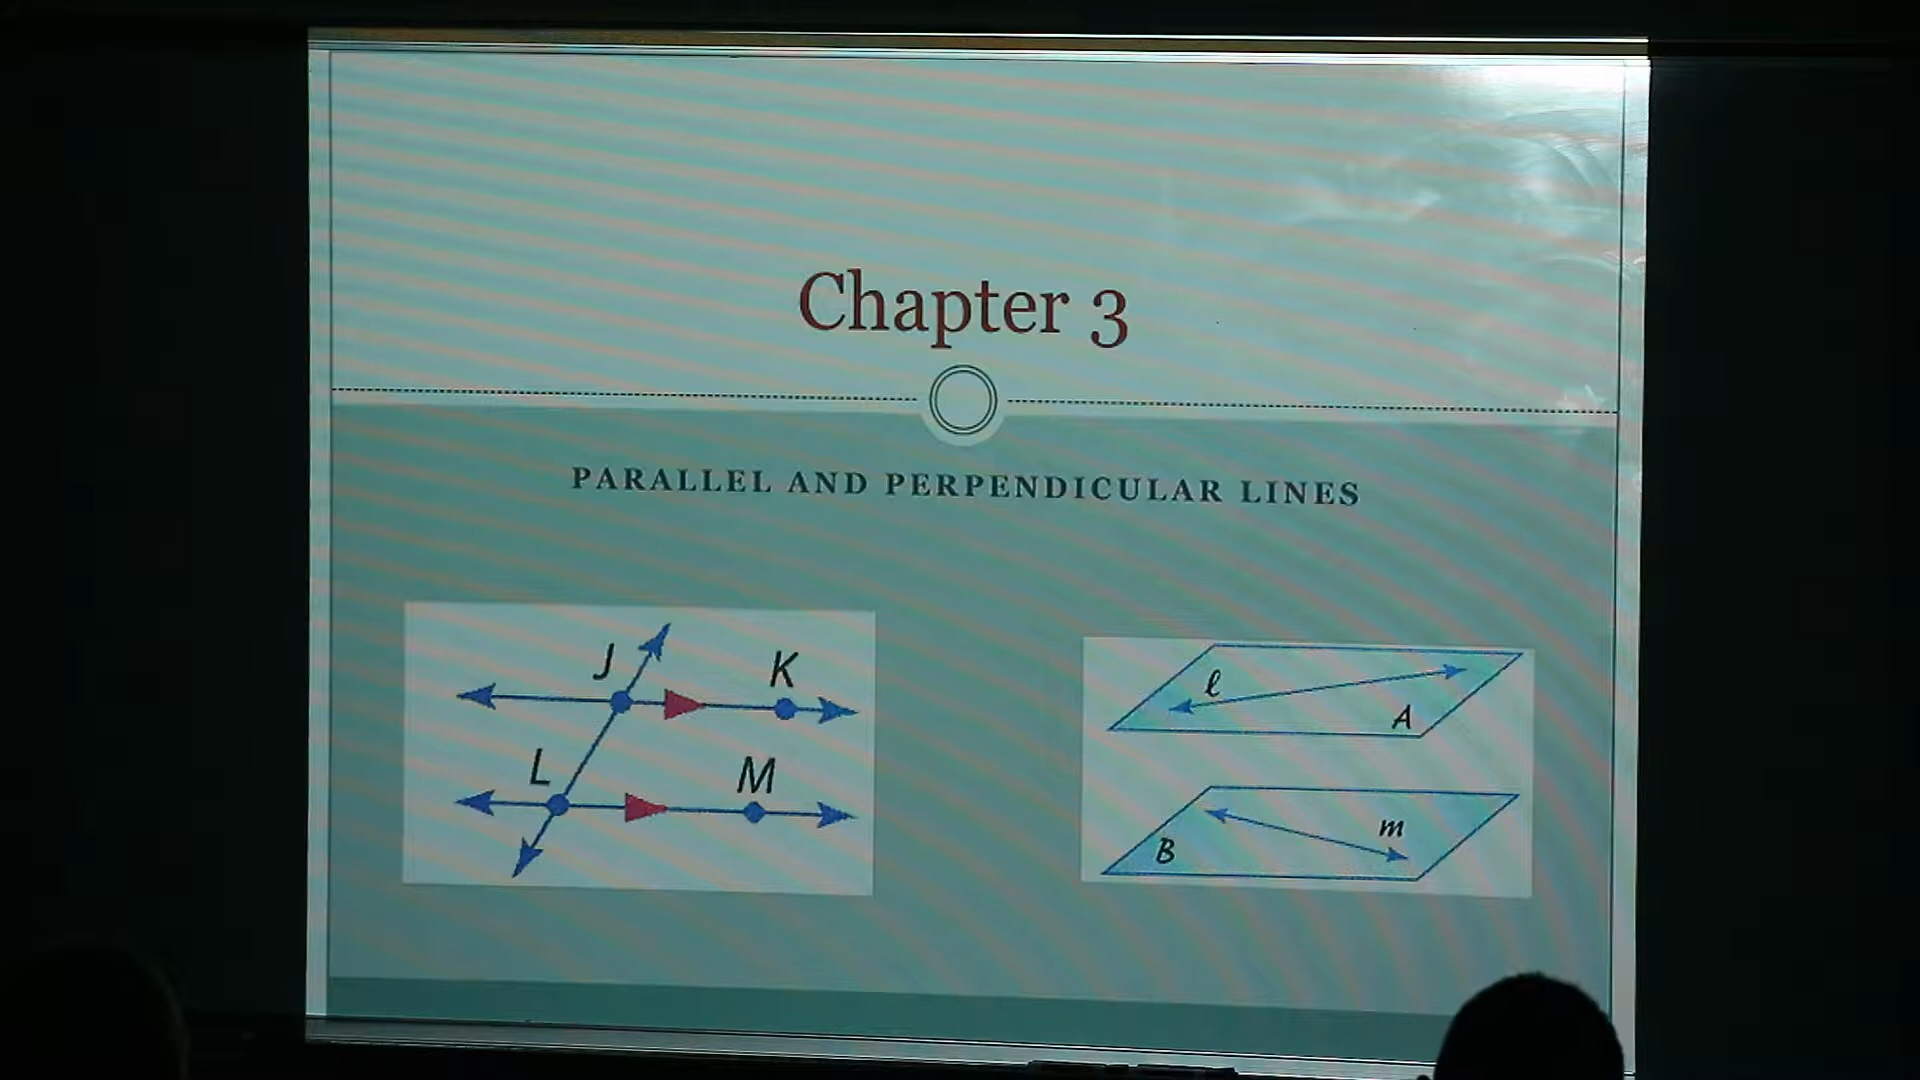 Chapter 3
PARALLEL AND PERPENDICULAR LINES
J K
L M
ℓ
A
m
B